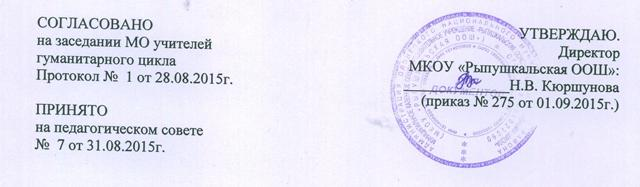 СОГЛАСОВАНО
на заседании МО учителей
гуманитарного цикла
Протокол № 1 от 28.08.2015г.
ПРИНЯТО
на педагогическом совете
№ 7 от 31.08.2015г.
УТВЕРЖДАЮ.
Директор
МКОУ «Рыпушкальская ООШ»:
Н.В. Кюршунова
(приказ № 275 от 01.09.2015г.)
ДОКУМЕНТОВ